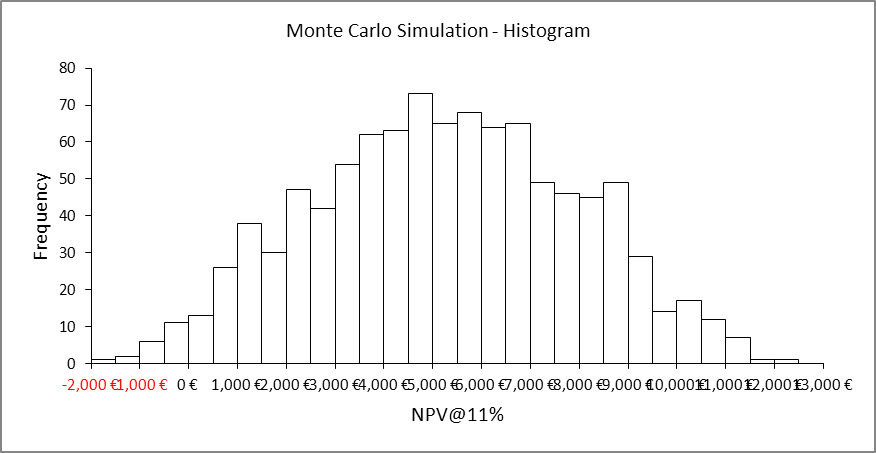 Monte Carlo Simulation - Histogram
80
70
60
50
40
30
20
10
0
Frequency
-2,000 € -1,000 € 0 € 1,000 € 2,000 € 3,000 € 4,000 € 5,000 € 6,000 € 7,000 € 8,000 € 9,000 € 10,000 € 11,000 € 12,000 € 13,000 €
NPV@11%